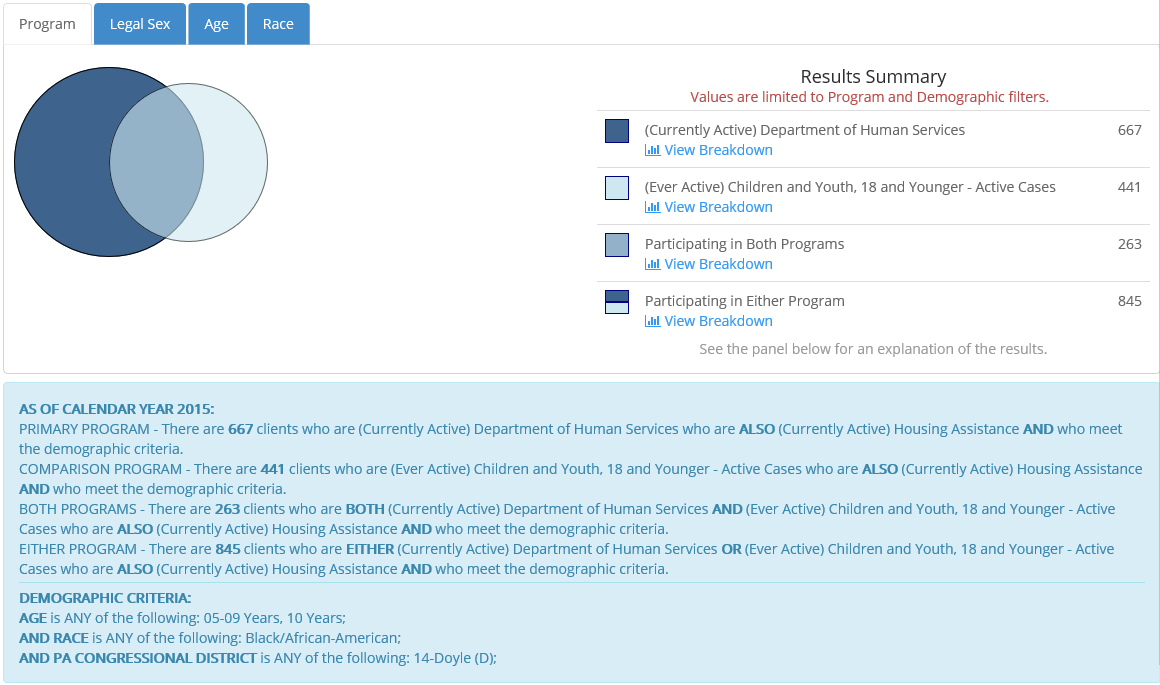 Program
Legal Sex
Age
Race
Results Summary
Values are limited to Program and Demographic filters.
(Currently Active) Department of Human Services 667
View Breakdown
(Ever Active) Children and Youth, 18 and Younger - Active Cases 441
View Breakdown
Participating in Both Programs 263
View Breakdown
Participating in Either Program 845
View Breakdown
See the panel below for an explanation of the results.
AS OF CALENDAR YEAR 2015:
PRIMARY PROGRAM - There are 667 clients who are (Currently Active) Department of Human Services who are ALSO (Currently Active) Housing Assistance AND who meet
the demographic criteria.
COMPARISON PROGRAM - There are 441 clients who are (Ever Active) Children and Youth, 18 and Younger - Active Cases who are ALSO (Currently Active) Housing Assistance
AND who meet the demographic criteria.
BOTH PROGRAMS - There are 263 clients who are BOTH (Currently Active) Department of Human Services AND (Ever Active) Children and Youth, 18 and Younger - Active
Cases who are ALSO (Currently Active) Housing Assistance AND who meet the demographic criteria.
EITHER PROGRAM - There are 845 clients who are EITHER (Currently Active) Department of Human Services OR (Ever Active) Children and Youth, 18 and Younger - Active
Cases who are ALSO (Currently Active) Housing Assistance AND who meet the demographic criteria.
DEMOGRAPHIC CRITERIA:
AGE is ANY of the following: 05-09 Years, 10 Years;
AND RACE is ANY of the following: Black/African-American;
AND PA CONGRESSIONAL DISTRICT is ANY of the following: 14-Doyle (D);